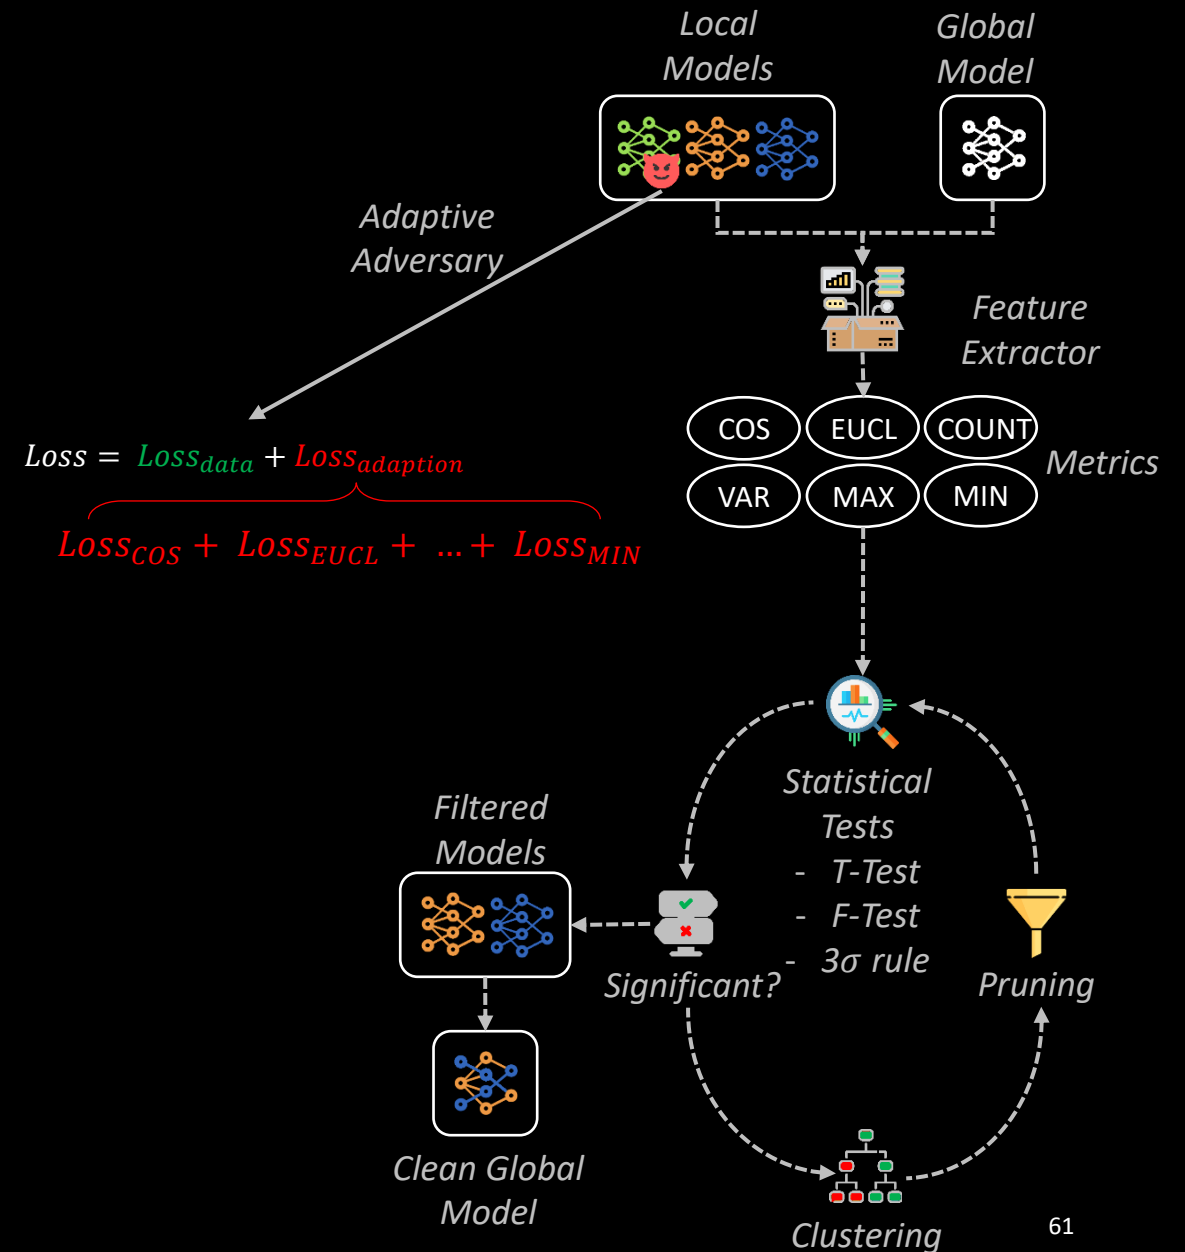 Local
Models
Global
Model
Adaptive
Adversary
Feature
Extractor
COS
EUCL
COUNT
VAR
MAX
MIN
Metrics
Loss = Loss_data + Loss_adaption
Loss_COS + Loss_EUCL + … + Loss_MIN
Statistical
Tests
- T-Test
- F-Test
- 3σ rule
Filtered
Models
Significant?
Pruning
Clean Global
Model
Clustering
61